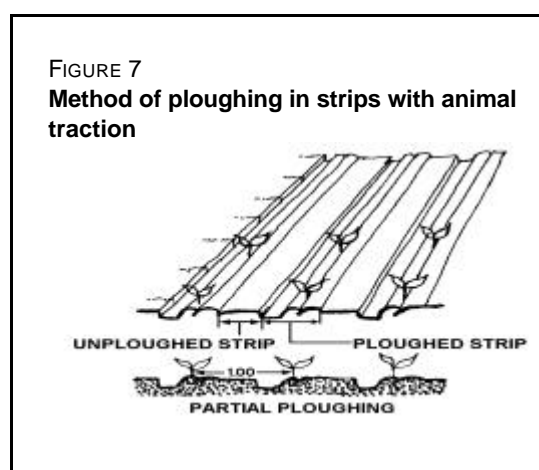 FIGURE 7
Method of ploughing in strips with animal
traction
UNPLOUGHED STRIP PLOUGHED STRIP
1.00
PARTIAL PLOUGHING